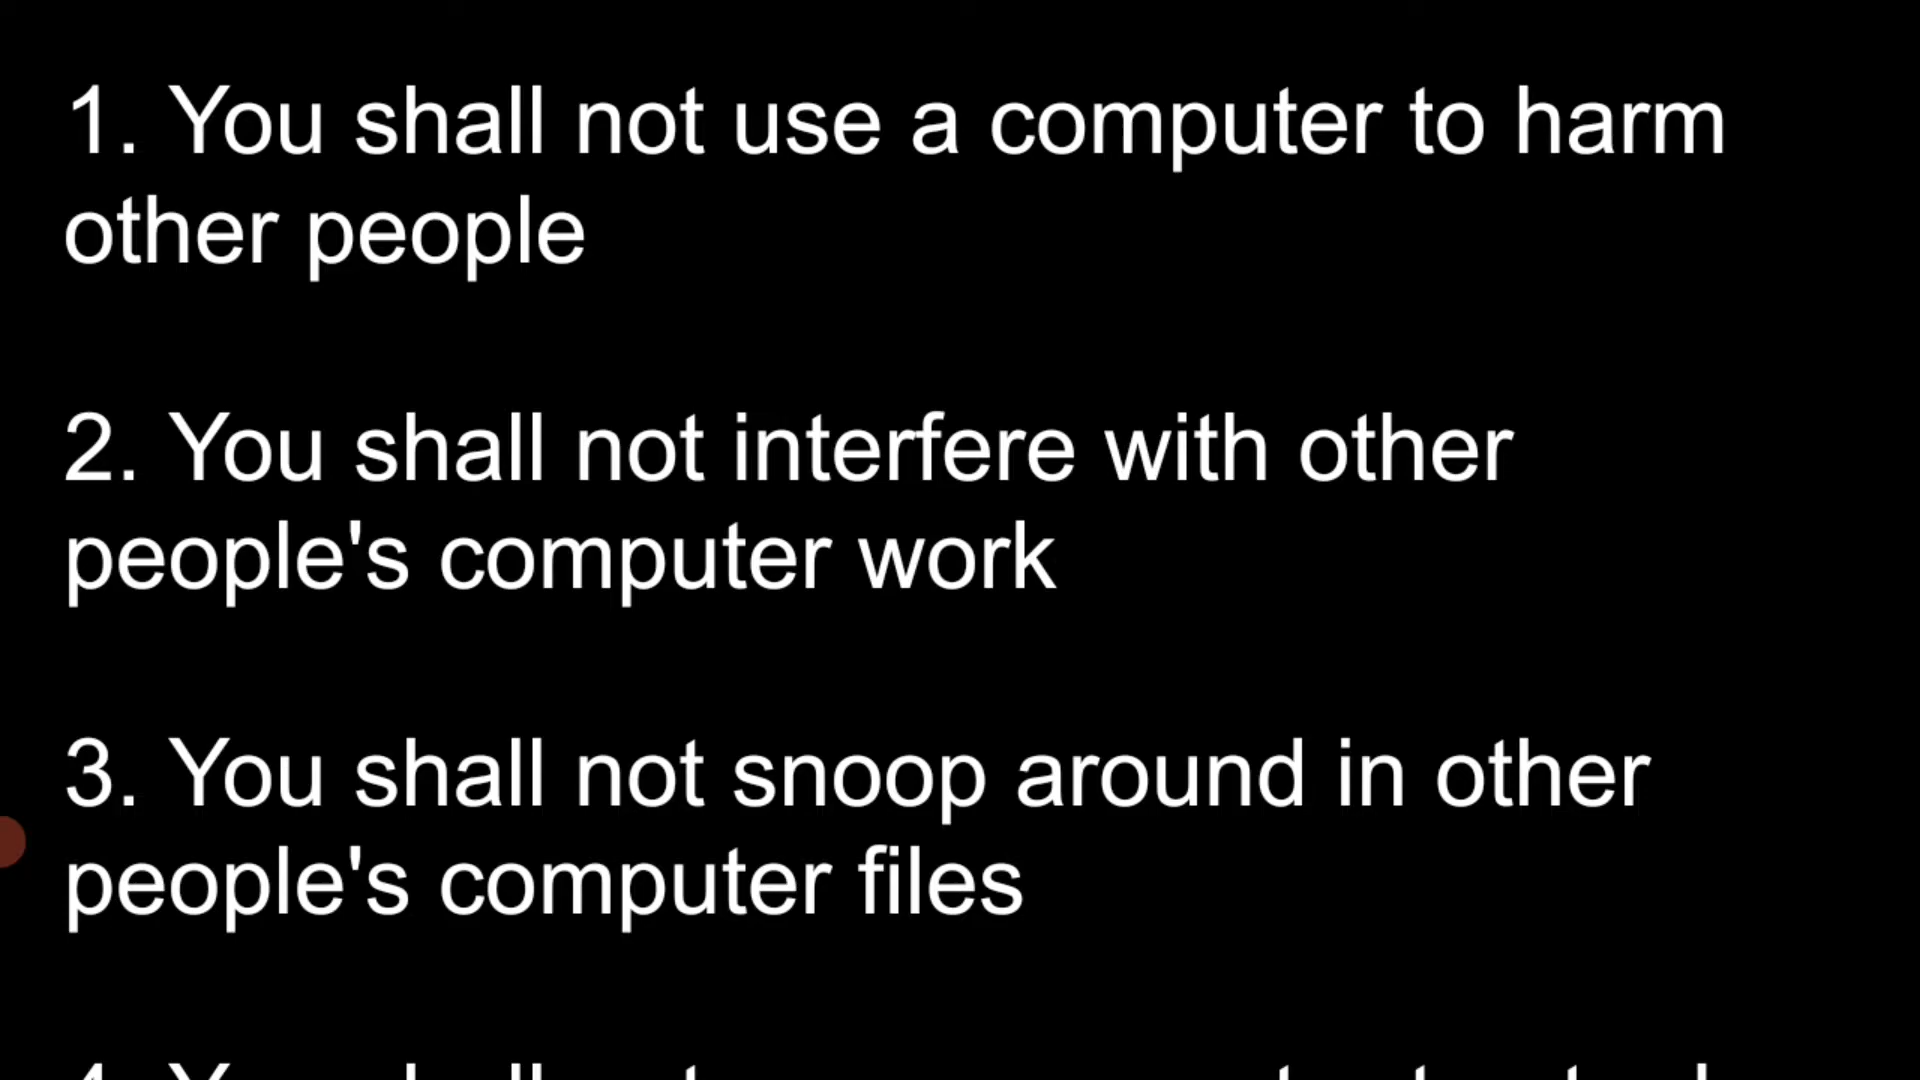 1. You shall not use a computer to harm
other people
2. You shall not interfere with other
people's computer work
3. You shall not snoop around in other
people's computer files